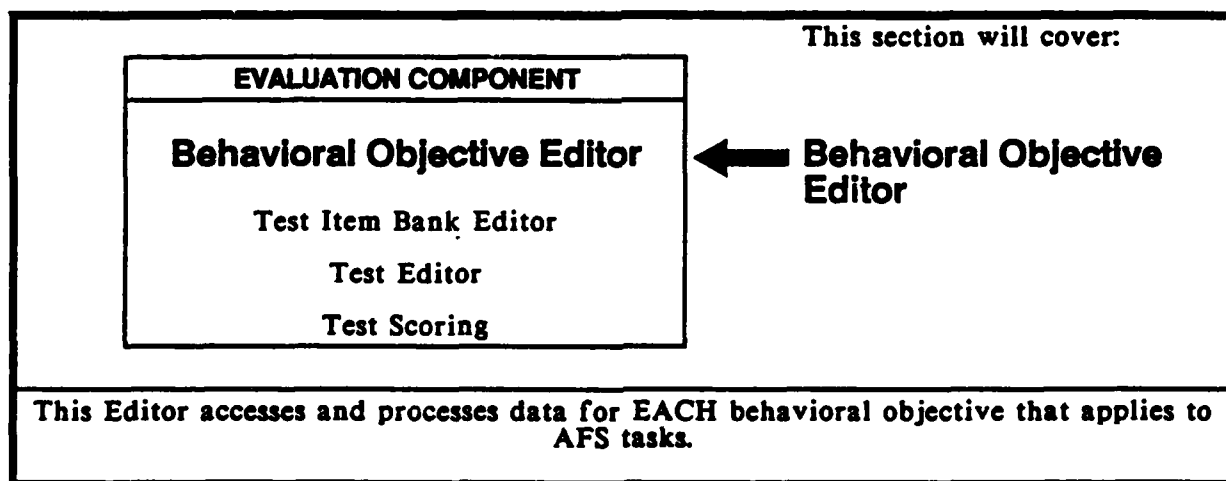 This section will cover:
EVALUATION COMPONENT
Behavioral Objective Editor
Test Item Bank Editor
Test Editor
Test Scoring
Behavioral Objective
Editor
This Editor accesses and processes data for EACH behavioral objective that applies to
AFS tasks.